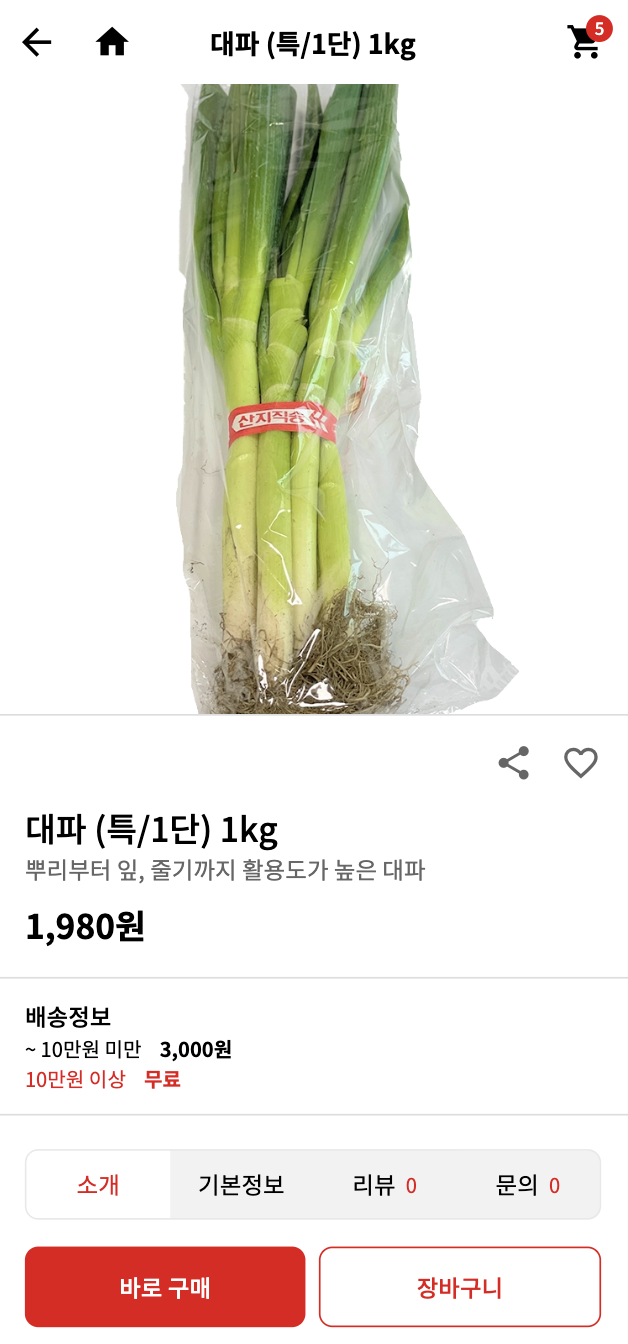 대파 (특/1단) 1kg
5
산지직송
대파 (특/1단) 1kg
뿌리부터 잎, 줄기까지 활용도가 높은 대파
1,980원
배송정보
~ 10만원 미만 3,000원
10만원 이상 무료
소개 기본정보 리뷰 0 문의 0
바로 구매 장바구니